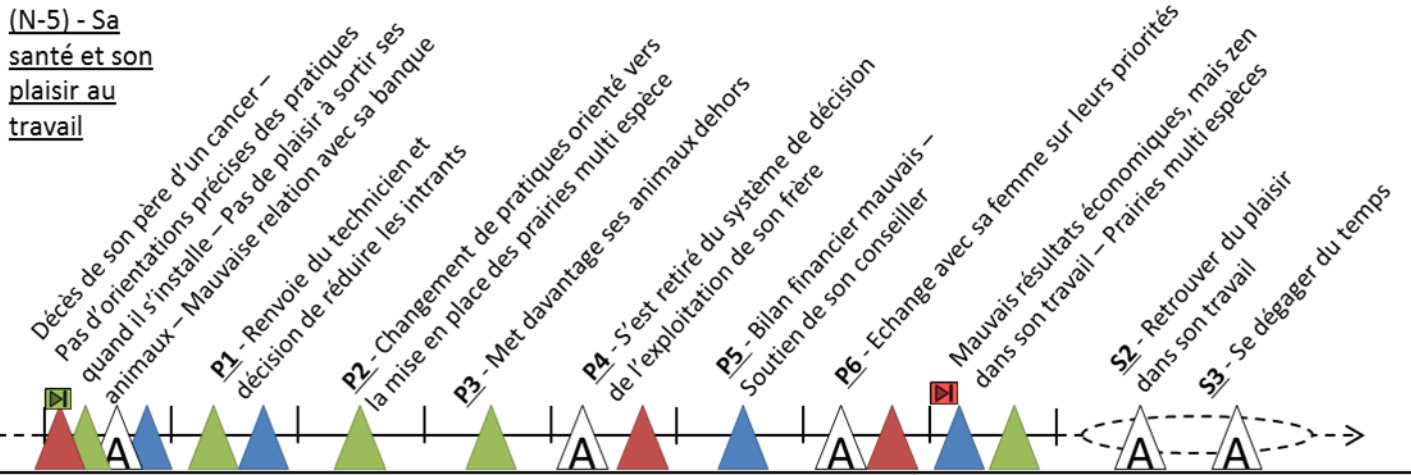 (N-5) - Sa
santé et son
plaisir au
travail
Décès de son père d'un cancer –
Pas d'orientations précises des pratiques
quand il s'installe – Pas de plaisir à sortir ses
animaux – Mauvaise relation avec sa banque
P1 - Renvoie du technicien et
décision de réduire les intrants
P2 - Changement de pratiques orienté vers
la mise en place des prairies multi espèce
P3 - Met davantage ses animaux dehors
P4 - S'est retiré du système de décision
de l'exploitation de son frère
P5 - Bilan financier mauvais –
Soutien de son conseiller
P6 - Echange avec sa femme sur leurs priorités
Mauvais résultats économiques, mais zen
dans son travail – Prairies multi espèces
S2 - Retrouver du plaisir
dans son travail
S3 - Se dégager du temps
A
A
A
A
A